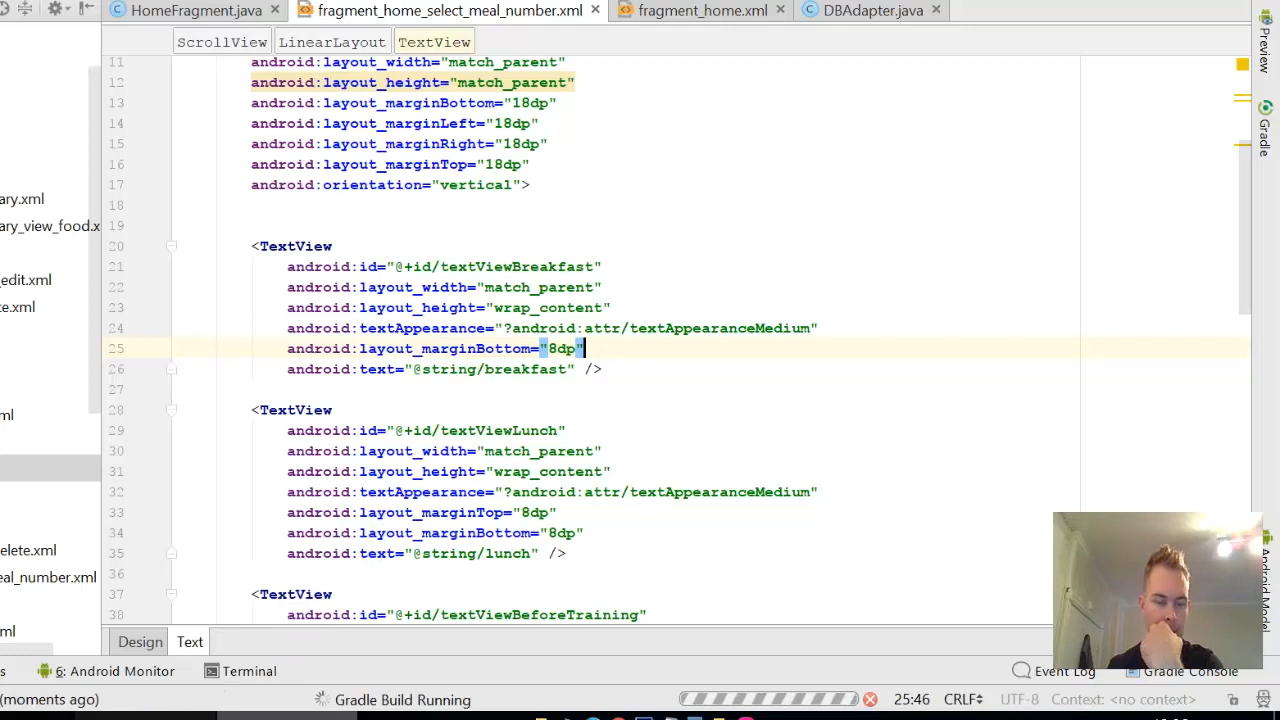 HomeFragment.java
fragment_home_select_meal_number.xml
fragment_home.xml
DBAdapter.java
ScrollView
LinearLayout
TextView
Preview
Gradle
11 android:layout_width="match_parent"
12 android:layout_height="match_parent"
13 android:layout_marginBottom="18dp"
14 android:layout_marginLeft="18dp"
15 android:layout_marginRight="18dp"
16 android:layout_marginTop="18dp"
17 android:orientation="vertical">
18
19
20 <TextView
21 android:id="@+id/textViewBreakfast"
22 android:layout_width="match_parent"
23 android:layout_height="wrap_content"
24 android:textAppearance="?android:attr/textAppearanceMedium"
25 android:layout_marginBottom="8dp"
26 android:text="@string/breakfast" />
27
28 <TextView
29 android:id="@+id/textViewLunch"
30 android:layout_width="match_parent"
31 android:layout_height="wrap_content"
32 android:textAppearance="?android:attr/textAppearanceMedium"
33 android:layout_marginTop="8dp"
34 android:layout_marginBottom="8dp"
35 android:text="@string/lunch" />
36
37 <TextView
38 android:id="@+id/textViewBeforeTraining"
ary.xml
ary_view_food.x
_edit.xml
te.xml
ml
elete.xml
eal_number.xml
ml
Android Model
Design
Text
s
6: Android Monitor
Terminal
Event Log
Gradle Console
(moments ago)
Gradle Build Running
25:46
CRLF
UTF-8
Context: <no context>